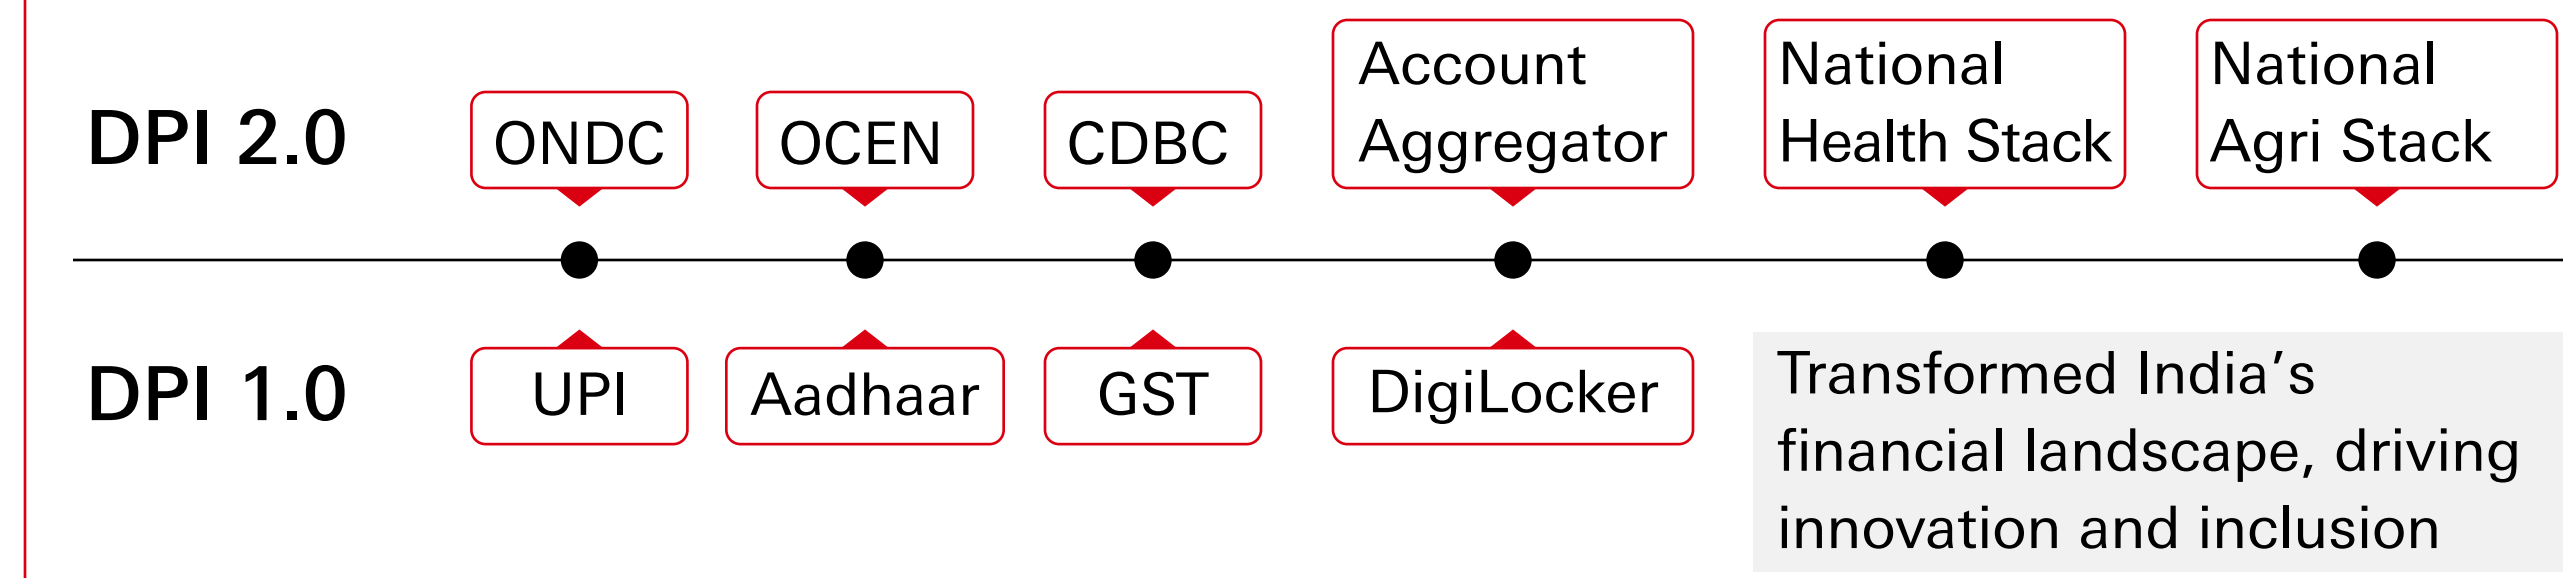 DPI 2.0
ONDC
OCEN
CDBC
Account
Aggregator
National
Health Stack
National
Agri Stack
DPI 1.0
UPI
Aadhaar
GST
DigiLocker
Transformed India’s
financial landscape, driving
innovation and inclusion